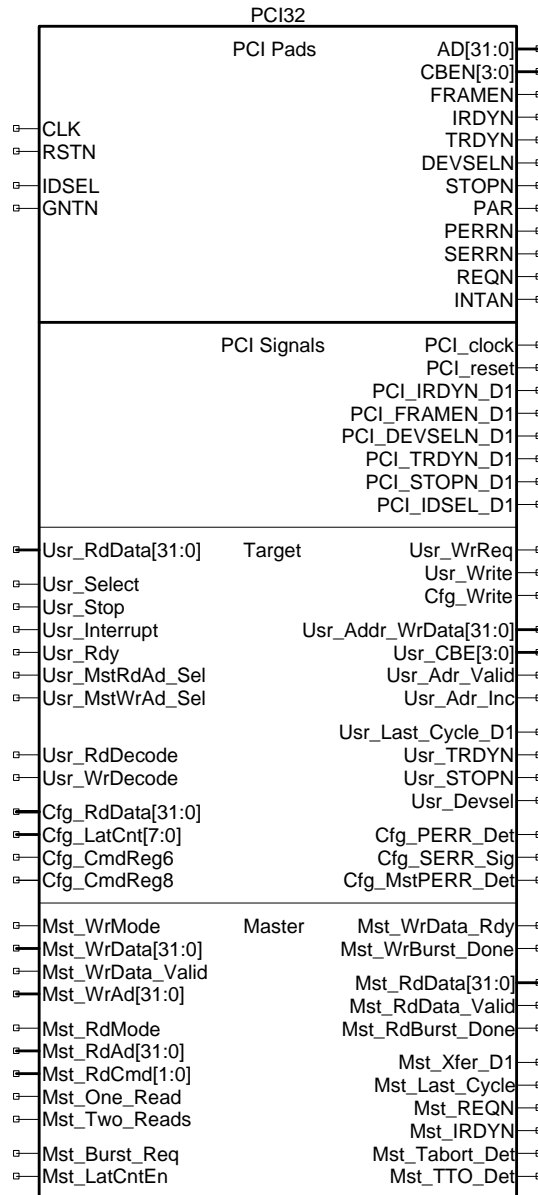 PCI32
PCI Pads AD[31:0]
CBEN[3:0]
FRAMEN
IRDYN
CLK
TRDYN
RSTN
DEVSELN
IDSEL STOPN
GNTN PAR
PERRN
SERRN
REQN
INTAN
PCI Signals PCI_clock
PCI_reset
PCI_IRDYN_D1
PCI_FRAMEN_D1
PCI_DEVSELN_D1
PCI_TRDYN_D1
PCI_STOPN_D1
PCI_IDSEL_D1
Usr_RdData[31:0] Target Usr_WrReq
Usr_Write
Usr_Select
Cfg_Write
Usr_Stop
Usr_Interrupt Usr_Addr_WrData[31:0]
Usr_Rdy Usr_CBE[3:0]
Usr_MstRdAd_Sel Usr_Adr_Valid
Usr_MstWrAd_Sel Usr_Adr_Inc
Usr_Last_Cycle_D1
Usr_RdDecode Usr_TRDYN
Usr_WrDecode Usr_STOPN
Usr_Devsel
Cfg_RdData[31:0]
Cfg_LatCnt[7:0] Cfg_PERR_Det
Cfg_CmdReg6 Cfg_SERR_Sig
Cfg_CmdReg8 Cfg_MstPERR_Det
Mst_WrMode Master Mst_WrData_Rdy
Mst_WrData[31:0] Mst_WrBurst_Done
Mst_WrData_Valid
Mst_RdData[31:0]
Mst_WrAd[31:0]
Mst_RdData_Valid
Mst_RdMode Mst_RdBurst_Done
Mst_RdAd[31:0]
Mst_Xfer_D1
Mst_RdCmd[1:0]
Mst_Last_Cycle
Mst_One_Read
Mst_REQN
Mst_Two_Reads
Mst_IRDYN
Mst_Burst_Req Mst_Tabort_Det
Mst_LatCntEn Mst_TTO_Det